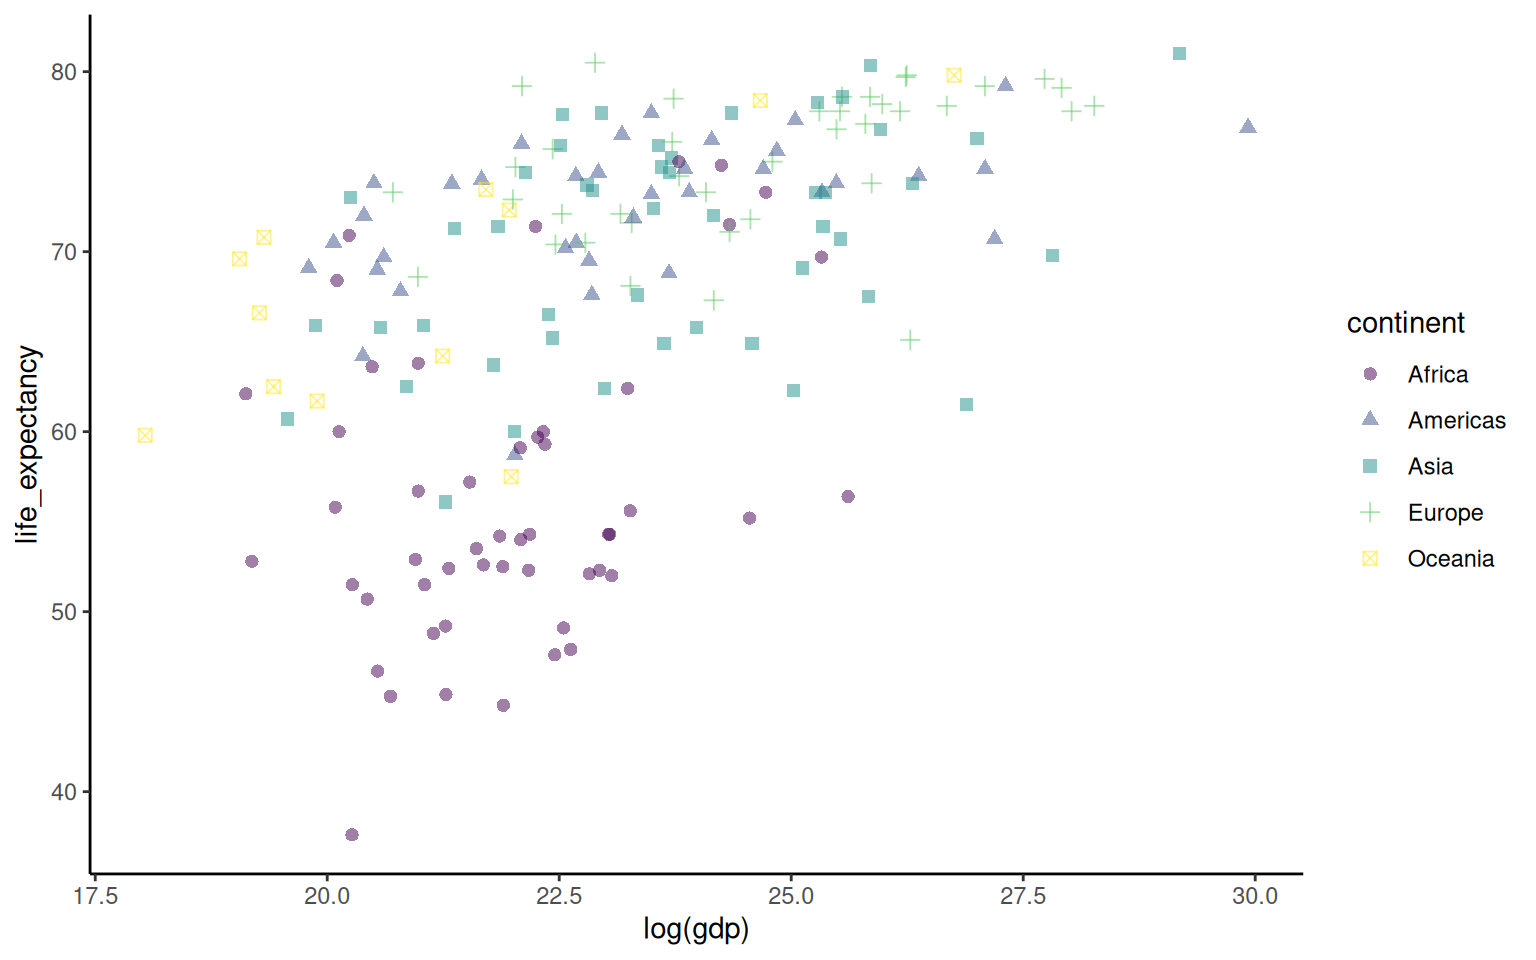 80
70
60
50
40
life_expectancy
17.5 20.0 22.5 25.0 27.5 30.0
log(gdp)
continent
Africa
Americas
Asia
Europe
Oceania